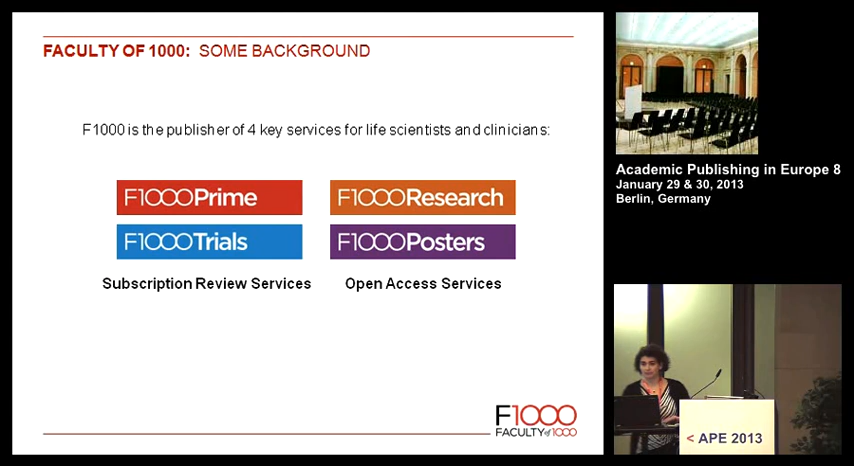 FACULTY OF 1000: SOME BACKGROUND
F1000 is the publisher of 4 key services for life scientists and clinicians:
F1000Prime
F1000Research
F1000Trials
F1000Posters
Subscription Review Services
Open Access Services
F1000
FACULTY of 1000
Academic Publishing in Europe 8
January 29 & 30, 2013
Berlin, Germany
< APE 2013